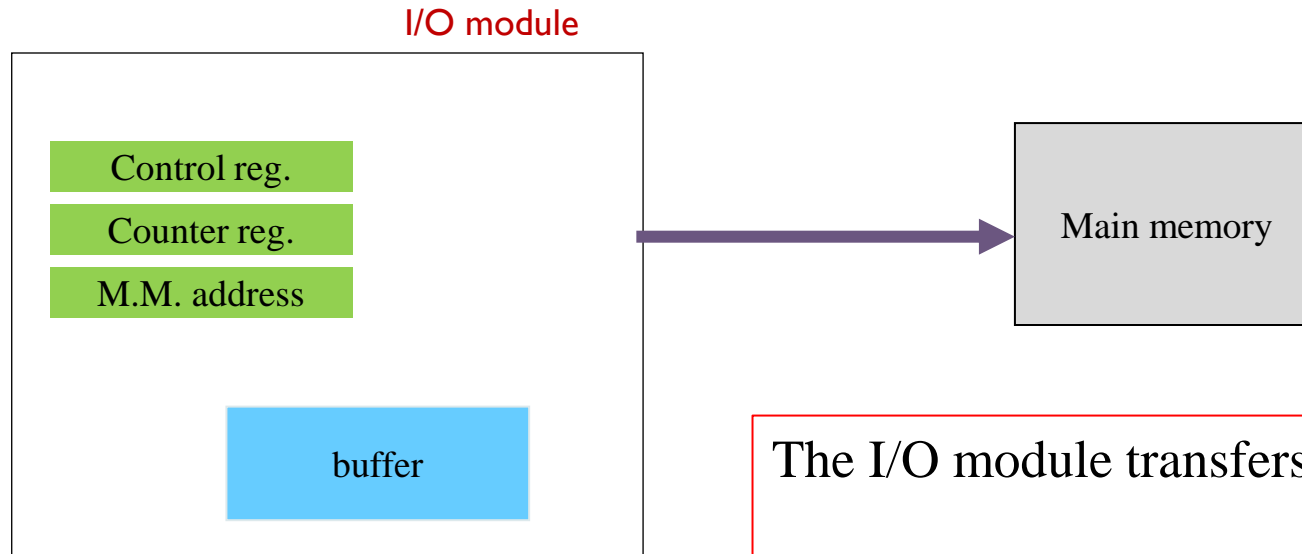 I/O module
Control reg.
Counter reg.
M.M. address
Main memory
buffer
The I/O module transfers